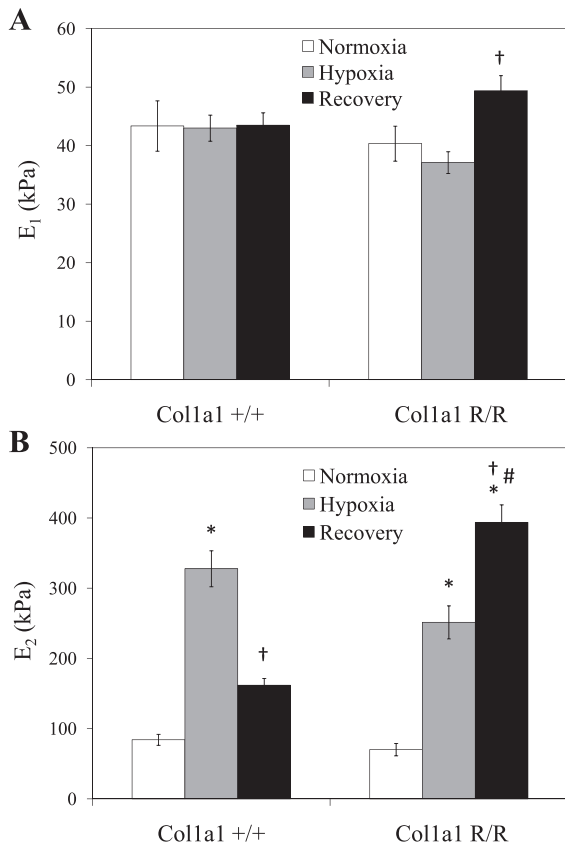 A
60
50
40
30
20
10
0
E1 (kPa)
Normoxia
Hypoxia
Recovery
†
Col1a1 +/+
Col1a1 R/R
B
500
400
300
200
100
0
E2 (kPa)
Normoxia
Hypoxia
Recovery
*
†
*
† #
*
Col1a1 +/+
Col1a1 R/R